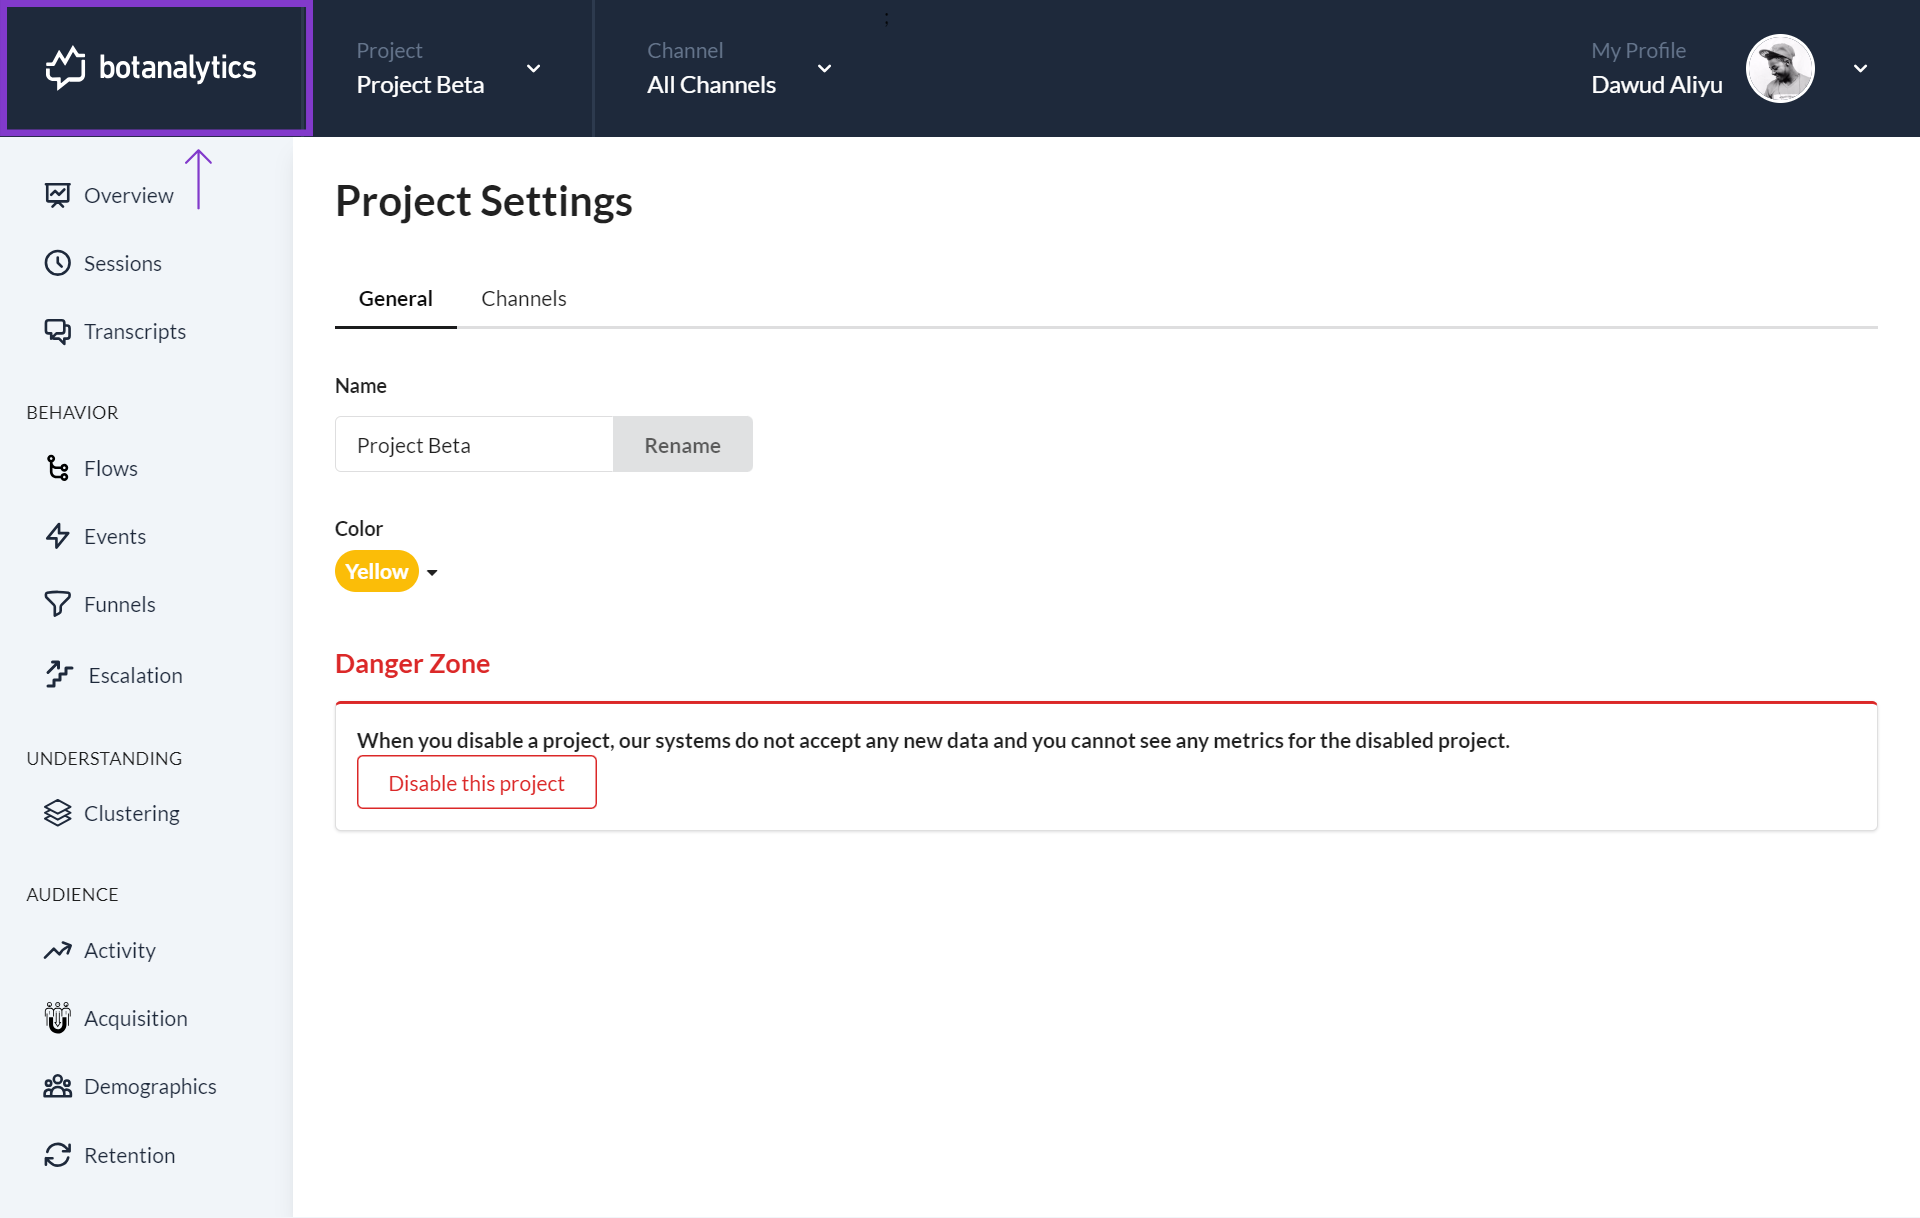 botanalytics
Project
Project Beta
Channel
All Channels
;
My Profile
Dawud Aliyu
Overview
Sessions
Transcripts
BEHAVIOR
Flows
Events
Funnels
Escalation
UNDERSTANDING
Clustering
AUDIENCE
Activity
Acquisition
Demographics
Retention
Project Settings
General
Channels
Name
Project Beta
Rename
Color
Yellow
Danger Zone
When you disable a project, our systems do not accept any new data and you cannot see any metrics for the disabled project.
Disable this project